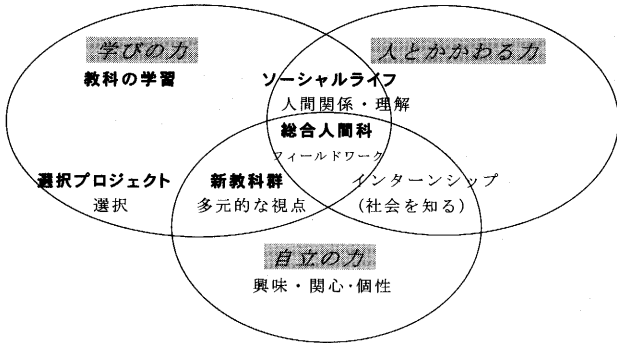 学びの力
人とかかわる力
教科の学習
ソーシャルライフ
人間関係・理解
総合人間科
フィールドワーク
選択プロジェクト
新教科群
インターンシップ
選択
多元的な視点
(社会を知る)
自立の力
興味・関心・個性